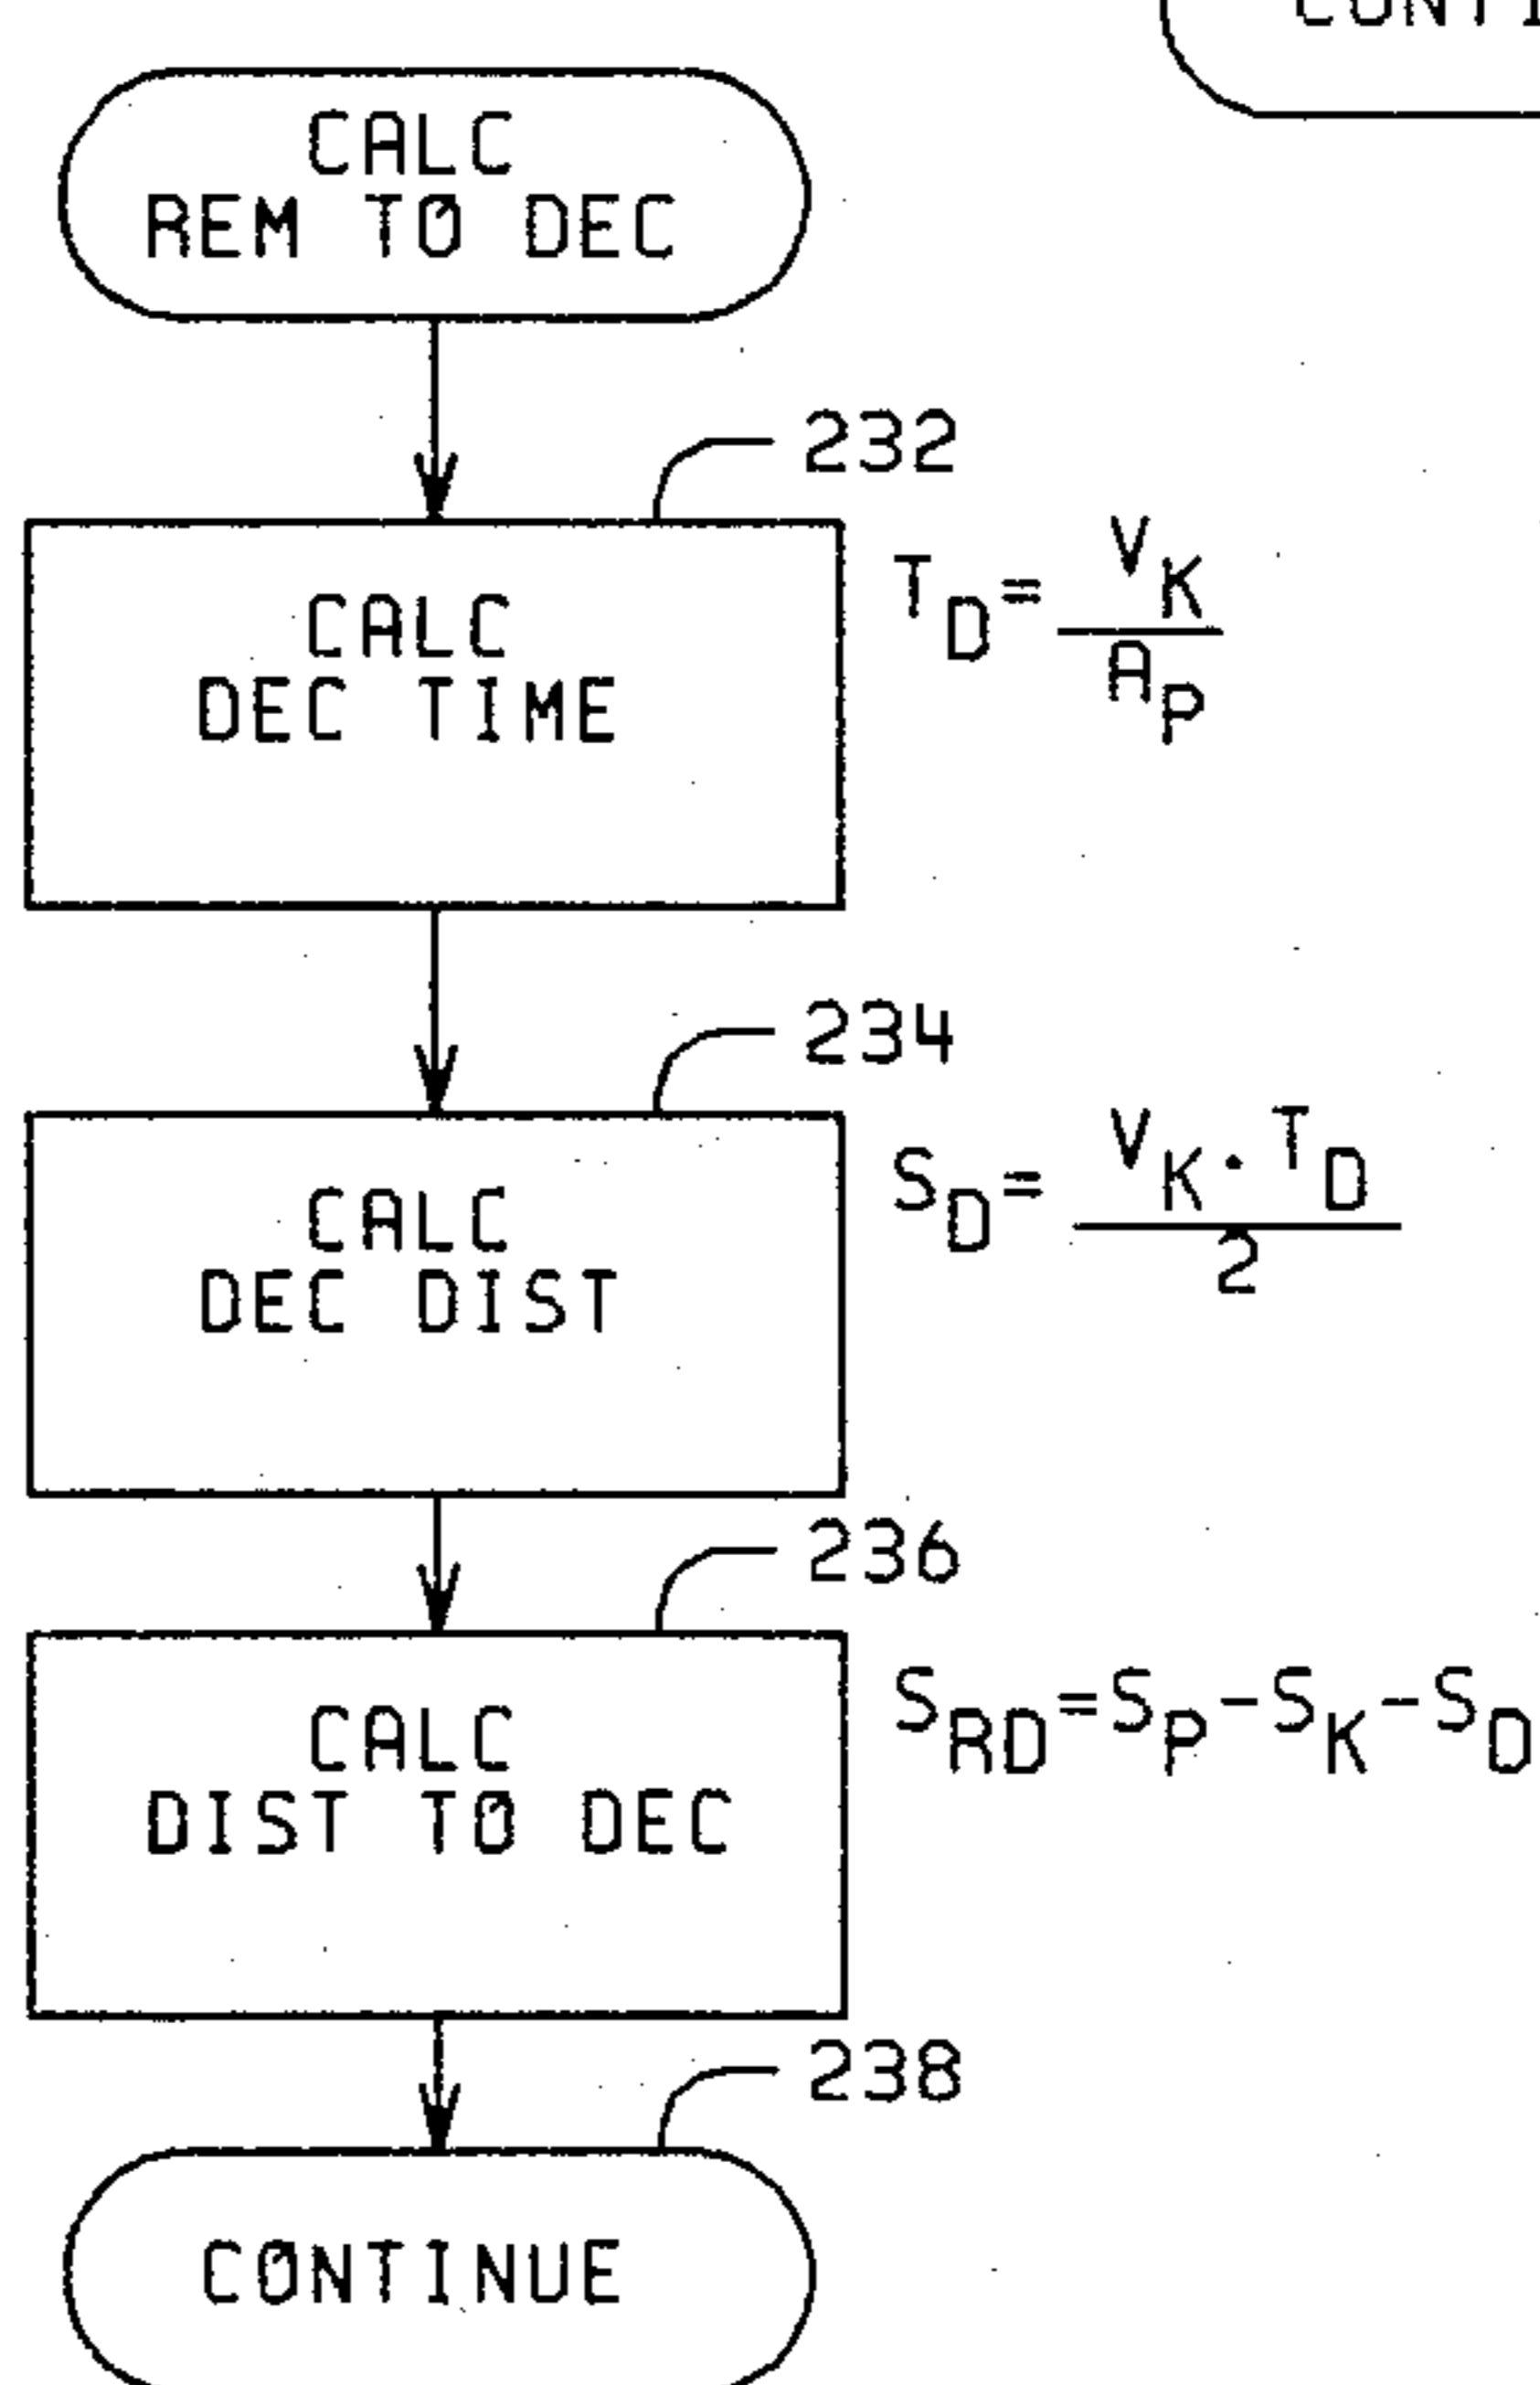 CALC
REM TO DEC
232
CALC
DEC TIME
T_D = V_K / A_P
234
CALC
DEC DIST
S_D = V_K · T_D / 2
236
CALC
DIST TO DEC
S_RD = S_P - S_K - S_D
238
CONTINUE